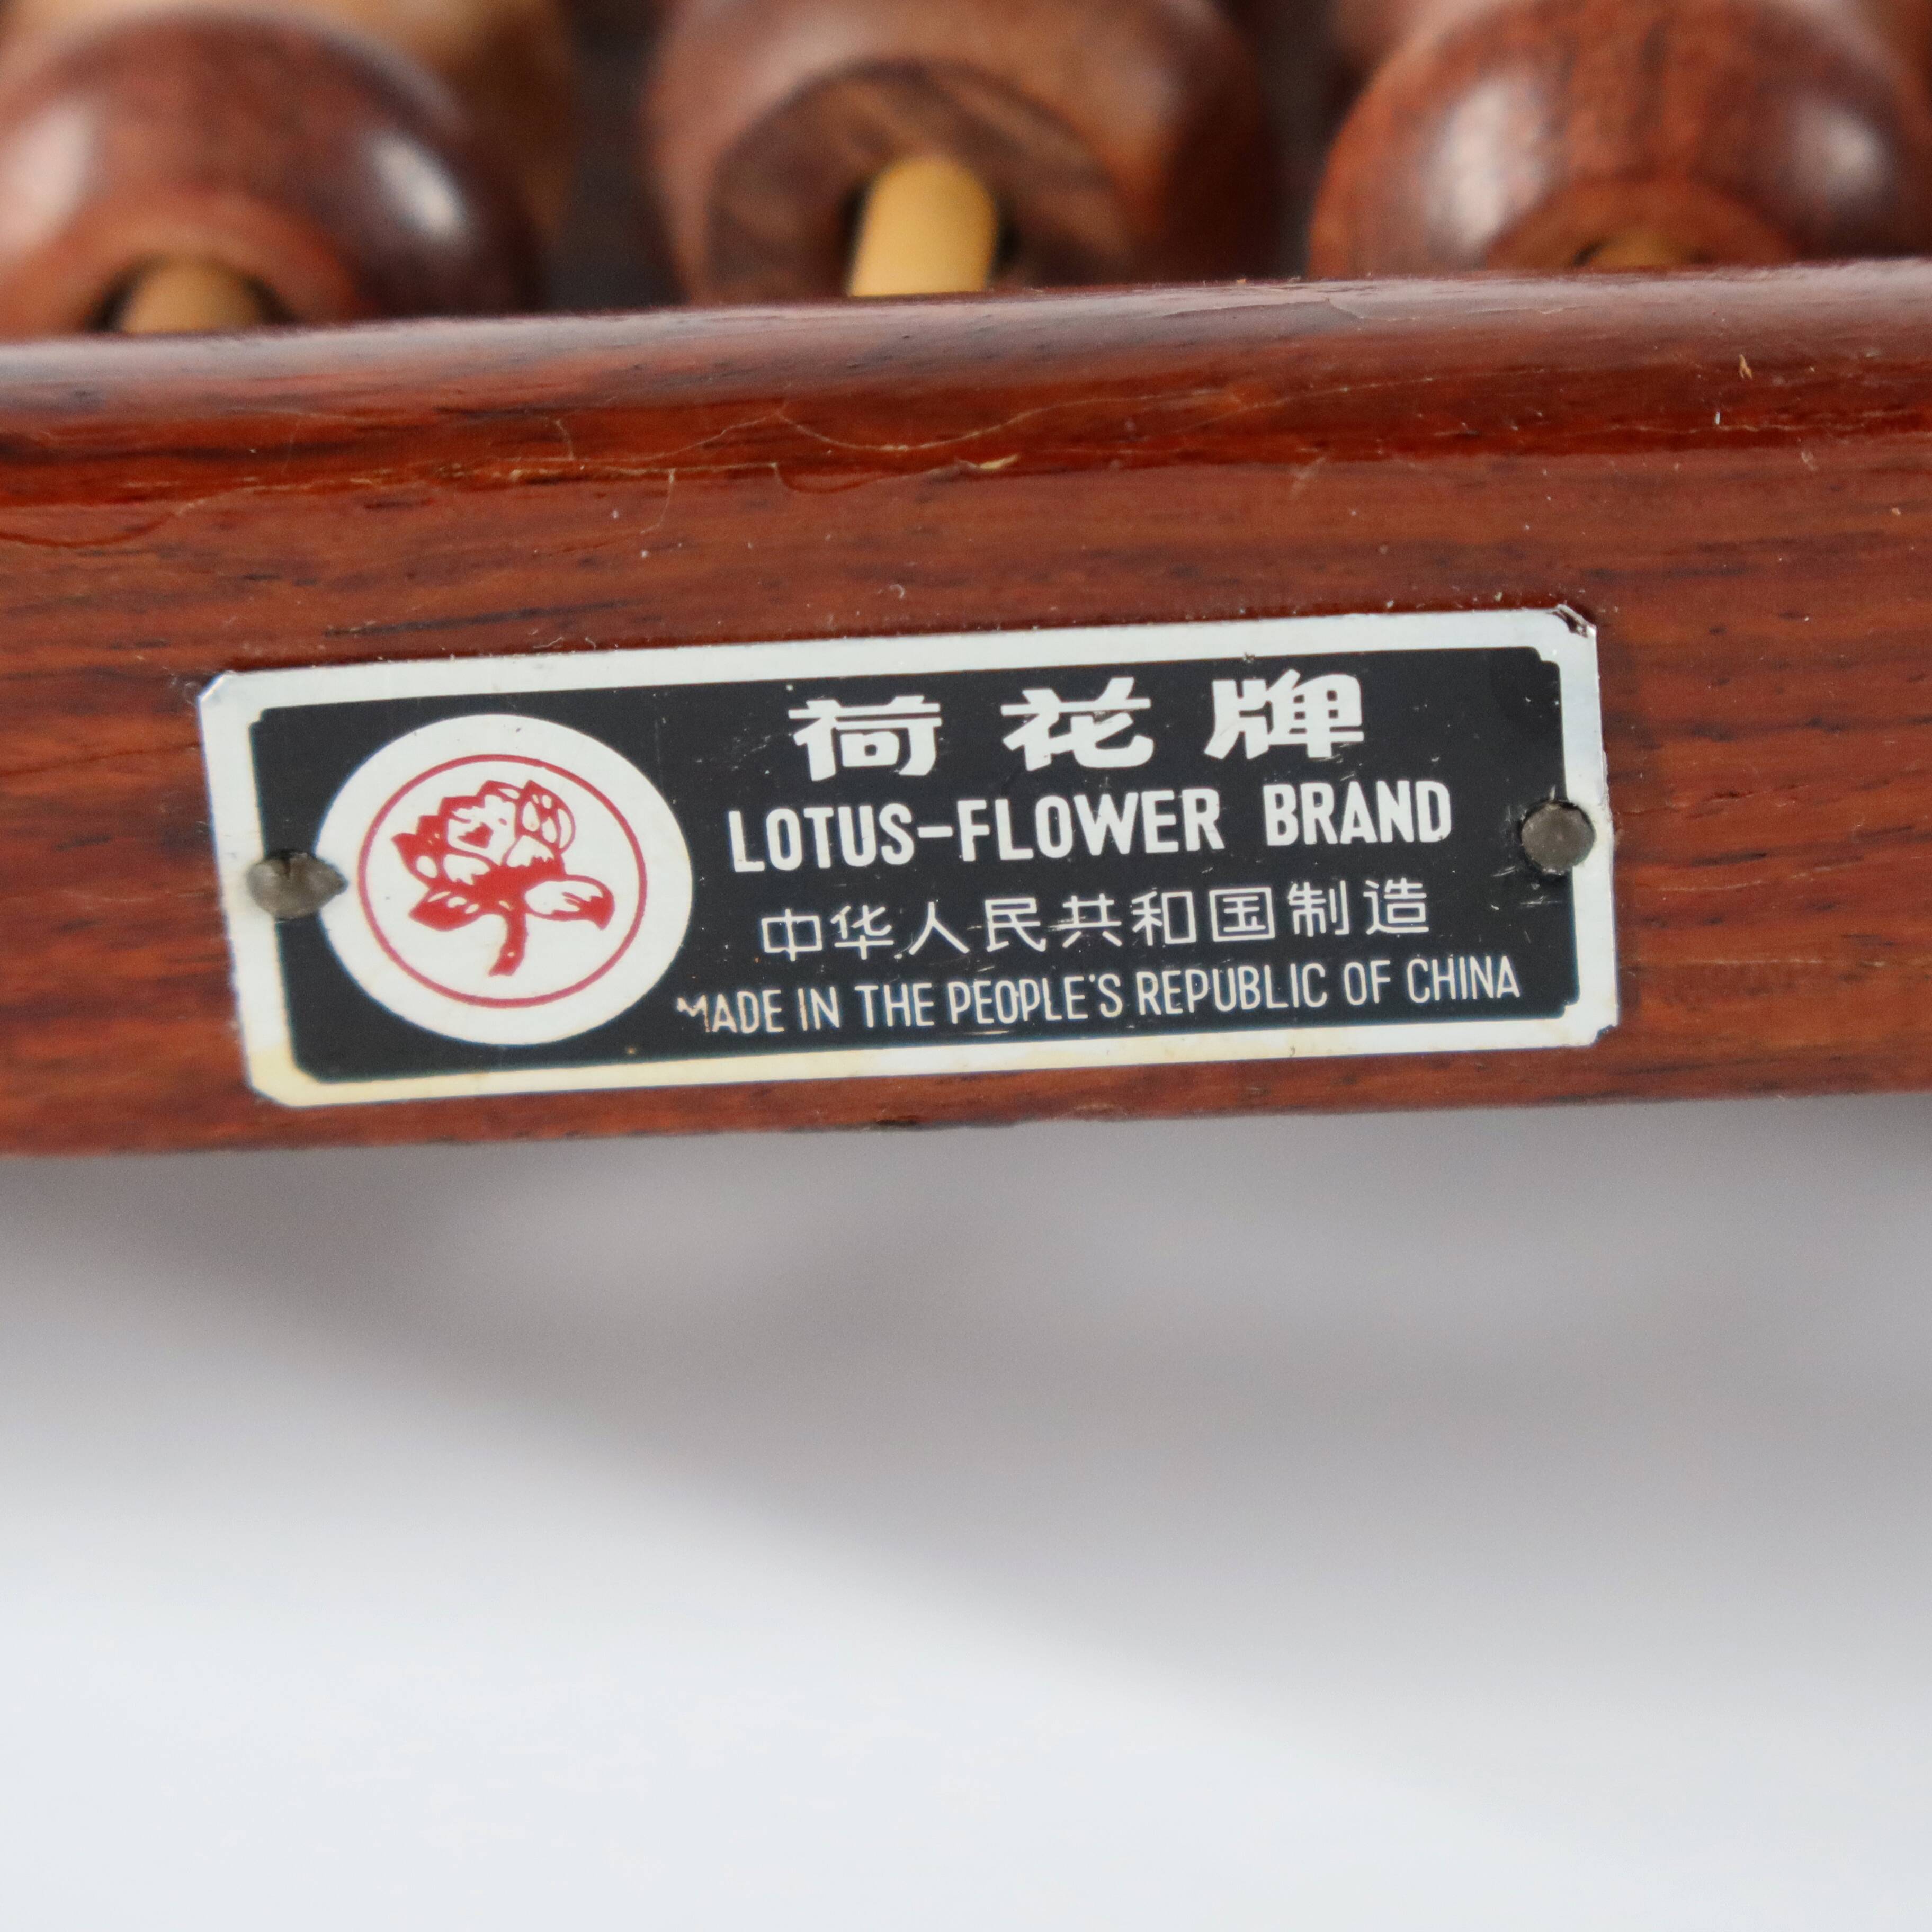 荷花牌
LOTUS-FLOWER BRAND
中华人民共和国制造
MADE IN THE PEOPLE'S REPUBLIC OF CHINA